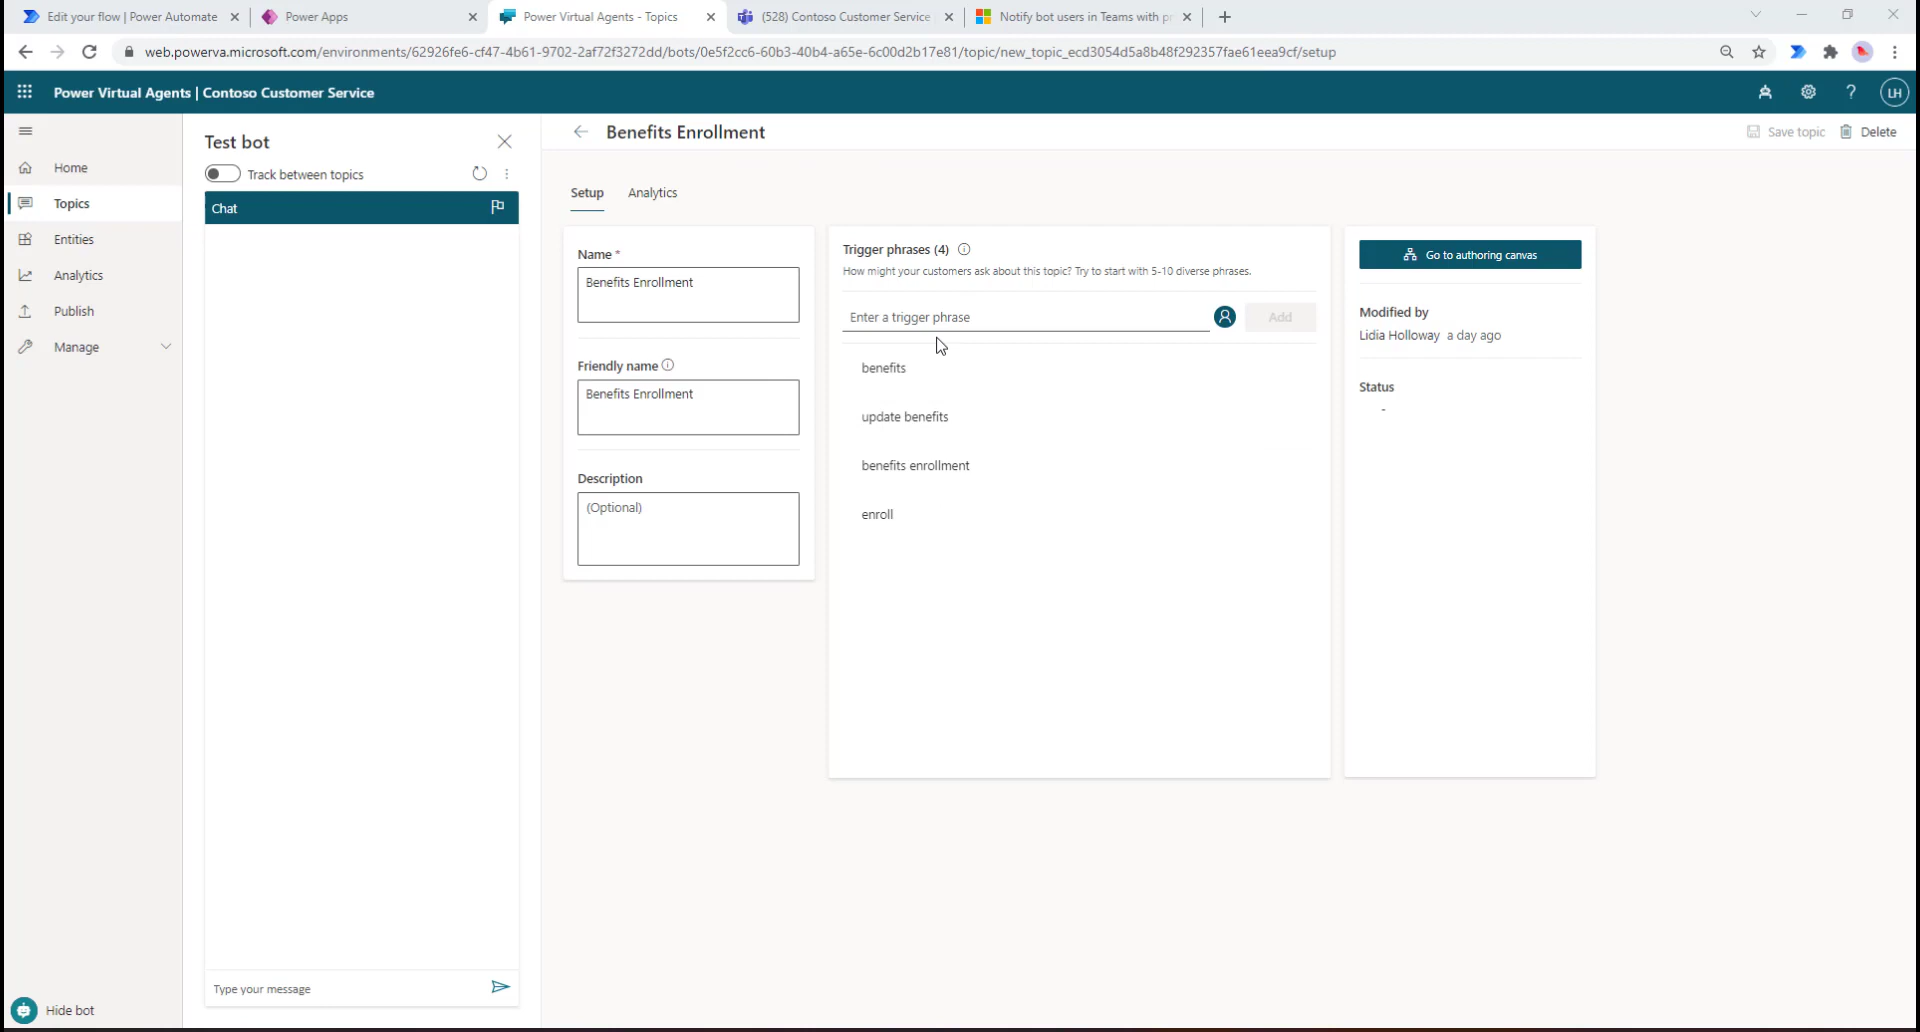 Edit your flow | Power Automate
Power Apps
Power Virtual Agents - Topics
(528) Contoso Customer Service
Notify bot users in Teams with pr
web.powerva.microsoft.com/environments/62926fe6-cf47-4b61-9702-2af72f3272dd/bots/0e5f2cc6-60b3-40b4-a65e-6c00d2b17e81/topic/new_topic_ecd3054d5a8b48f292357fae61eea9cf/setup
Power Virtual Agents | Contoso Customer Service
LH
Home
Topics
Entities
Analytics
Publish
Manage
Hide bot
Test bot
Track between topics
Chat
Type your message
Benefits Enrollment
Save topic
Delete
Setup
Analytics
Name *
Benefits Enrollment
Friendly name
Benefits Enrollment
Description
(Optional)
Trigger phrases (4)
How might your customers ask about this topic? Try to start with 5-10 diverse phrases.
Enter a trigger phrase
Add
benefits
update benefits
benefits enrollment
enroll
Go to authoring canvas
Modified by
Lidia Holloway a day ago
Status
-